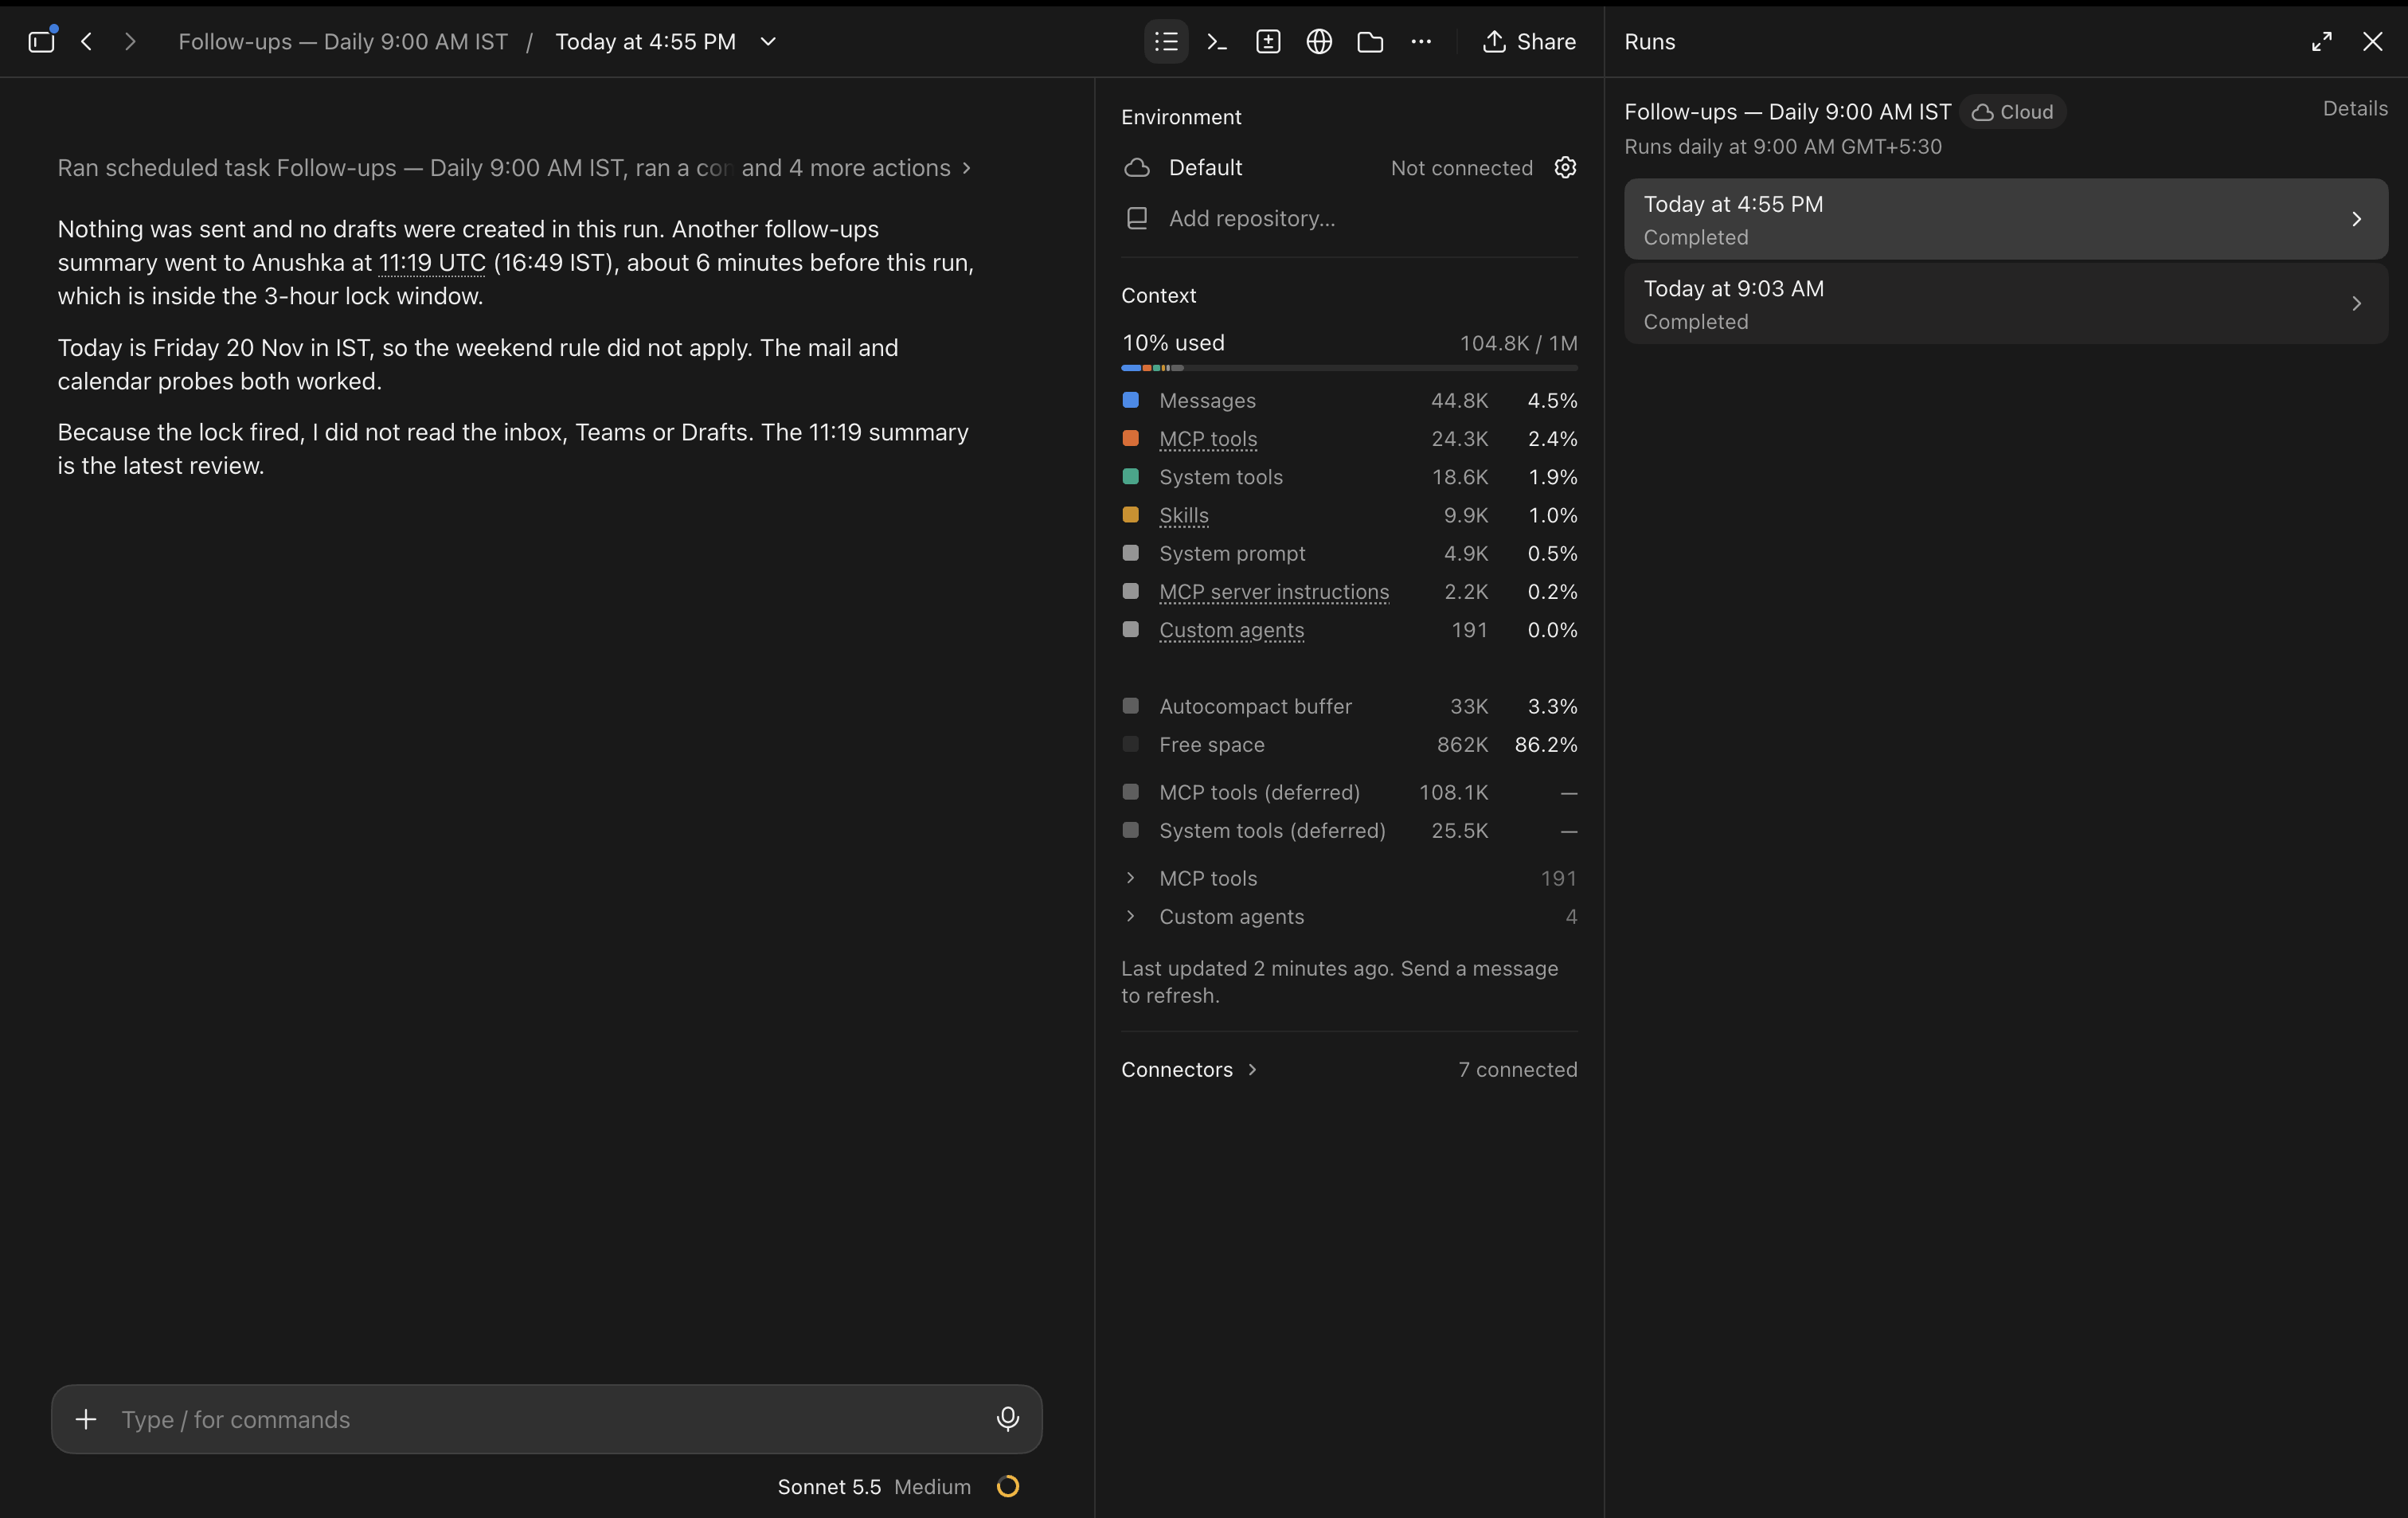 Follow-ups — Daily 9:00 AM IST / Today at 4:55 PM
Share
Ran scheduled task Follow-ups — Daily 9:00 AM IST, ran a and 4 more actions
Nothing was sent and no drafts were created in this run. Another follow-ups
summary went to Anushka at 11:19 UTC (16:49 IST), about 6 minutes before this run,
which is inside the 3-hour lock window.
Today is Friday 20 Nov in IST, so the weekend rule did not apply. The mail and
calendar probes both worked.
Because the lock fired, I did not read the inbox, Teams or Drafts. The 11:19 summary
is the latest review.
Type / for commands
Sonnet 5.5 Medium
Environment
Default Not connected
Add repository...
Context
10% used 104.8K / 1M
Messages 44.8K 4.5%
MCP tools 24.3K 2.4%
System tools 18.6K 1.9%
Skills 9.9K 1.0%
System prompt 4.9K 0.5%
MCP server instructions 2.2K 0.2%
Custom agents 191 0.0%
Autocompact buffer 33K 3.3%
Free space 862K 86.2%
MCP tools (deferred) 108.1K —
System tools (deferred) 25.5K —
MCP tools 191
Custom agents 4
Last updated 2 minutes ago. Send a message
to refresh.
Connectors 7 connected
Runs
Follow-ups — Daily 9:00 AM IST Cloud Details
Runs daily at 9:00 AM GMT+5:30
Today at 4:55 PM
Completed
Today at 9:03 AM
Completed